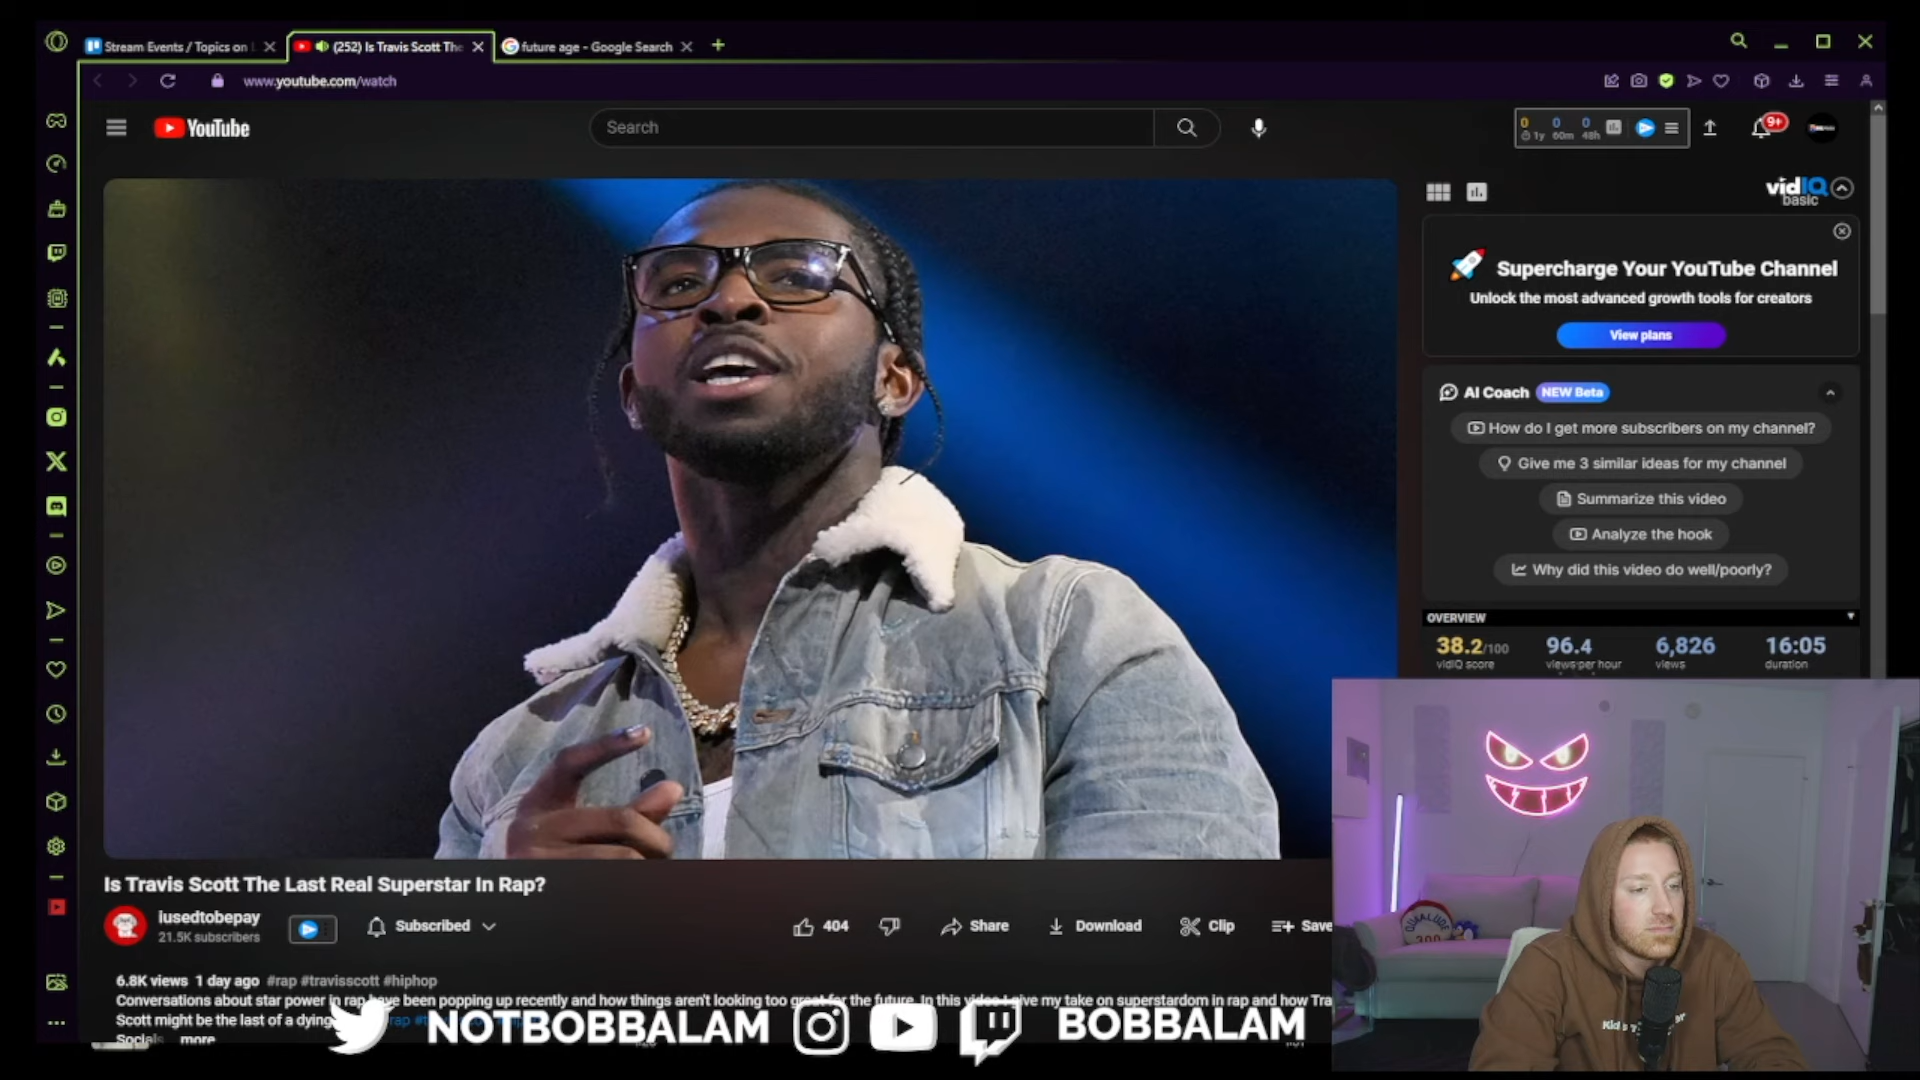 Stream Events / Topics on
(252) Is Travis Scott The
future age - Google Search
www.youtube.com/watch
YouTube
Search
0 0 0
1y 60m 48h
9+
vidIQ
basic
Supercharge Your YouTube Channel
Unlock the most advanced growth tools for creators
View plans
AI Coach NEW Beta
How do I get more subscribers on my channel?
Give me 3 similar ideas for my channel
Summarize this video
Analyze the hook
Why did this video do well/poorly?
OVERVIEW
38.2/100 96.4 6,826 16:05
vidIQ score views per hour views duration
Is Travis Scott The Last Real Superstar In Rap?
iusedtobepay
21.5K subscribers
Subscribed
404
Share
Download
Clip
Save
6.8K views 1 day ago #rap #travisscott #hiphop
Conversations about star power in rap have been popping up recently and how things aren't looking too great for the future. In this video I give my take on superstardom in rap and how Tra
Scott might be the last of a dying
Socials
more
NOTBOBBALAM
BOBBALAM